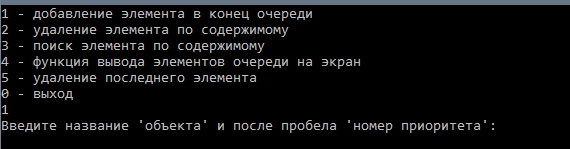 1 - добавление элемента в конец очереди
2 - удаление элемента по содержимому
3 - поиск элемента по содержимому
4 - функция вывода элементов очереди на экран
5 - удаление последнего элемента
0 - выход
1
Введите название 'объекта' и после пробела 'номер приоритета':